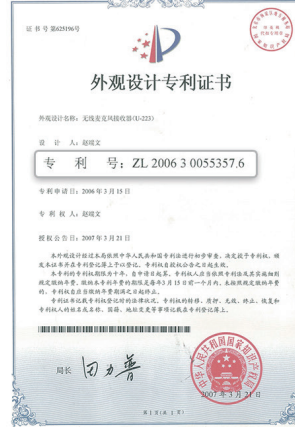 证书号第625196号
外观设计专利证书
外观设计名称：无线麦克风接收器(U-223)
设计人：赵瑷文
专利号：ZL 2006 3 0055357.6
专利申请日：2006年3月15日
专利权人：赵瑷文
授权公告日：2007年3月21日
本外观设计经过本局依照中华人民共和国专利法进行初步审查，决定授予专利权，
颁发本证书并在专利登记簿上予以登记。专利权自授权公告之日起生效。
本专利的专利权期限为十年，自申请日起算。专利权人应当依照专利法及其实施细则
规定缴纳年费。缴纳本专利年费的期限是每年3月15日前一个月内。未按照规定缴纳年费
的，专利权自应当缴纳年费期满之日起终止。
专利证书记载专利权登记时的法律状况。专利权的转移、质押、无效、终止、恢复和
专利权人的姓名或名称、国籍、地址变更等事项记载在专利登记簿上。
局长 田力普
中华人民共和国国家知识产权局
2007年3月21日
第1页(共1页)